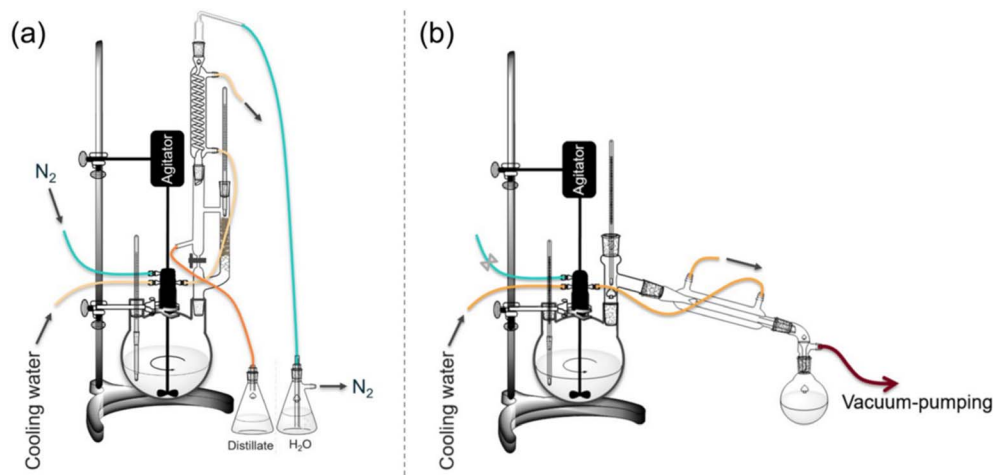 (a)
N₂
Agitator
Cooling water
Distillate
H₂O
N₂
(b)
Agitator
Cooling water
Vacuum-pumping